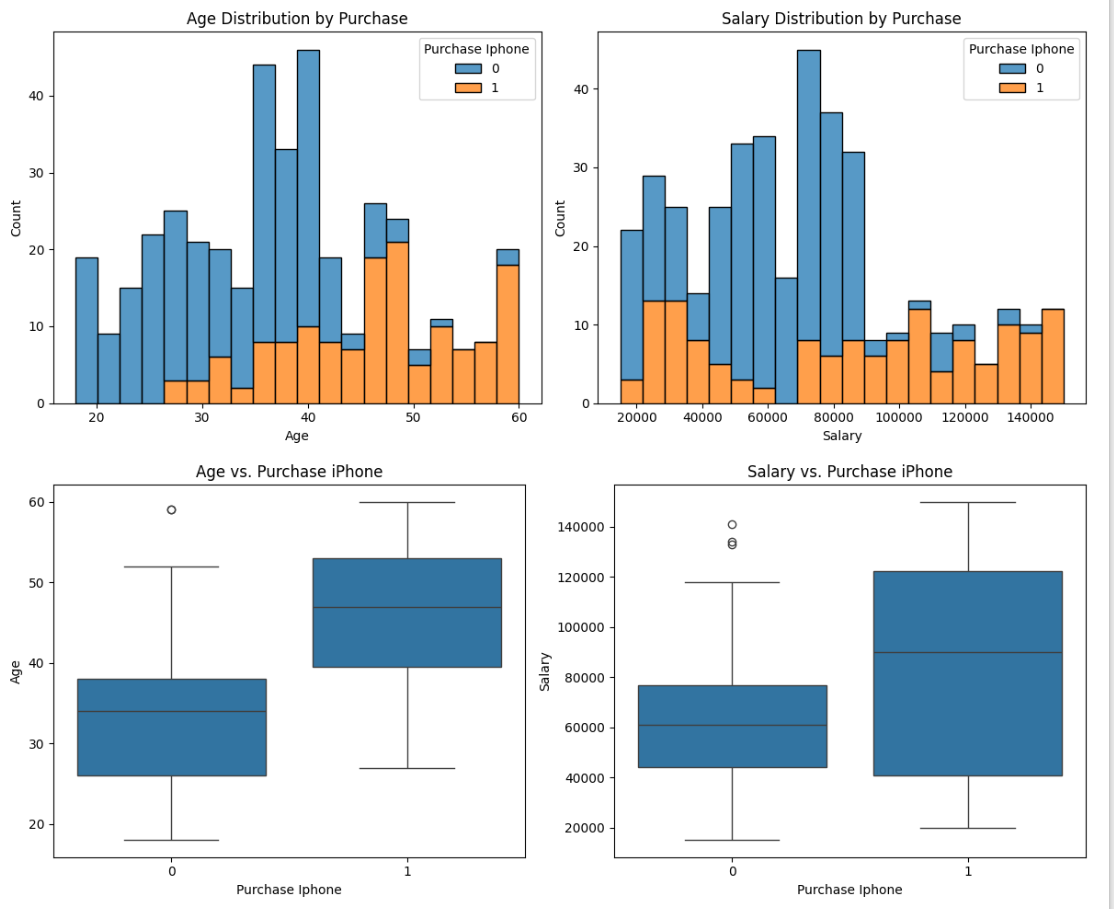 Age Distribution by Purchase
Purchase Iphone
0
1
Count
40
30
20
10
0
20 30 40 50 60
Age
Salary Distribution by Purchase
Purchase Iphone
0
1
Count
40
30
20
10
0
20000 40000 60000 80000 100000 120000 140000
Salary
Age vs. Purchase iPhone
Age
60
50
40
30
20
0 1
Purchase Iphone
Salary vs. Purchase iPhone
Salary
140000
120000
100000
80000
60000
40000
20000
0 1
Purchase Iphone